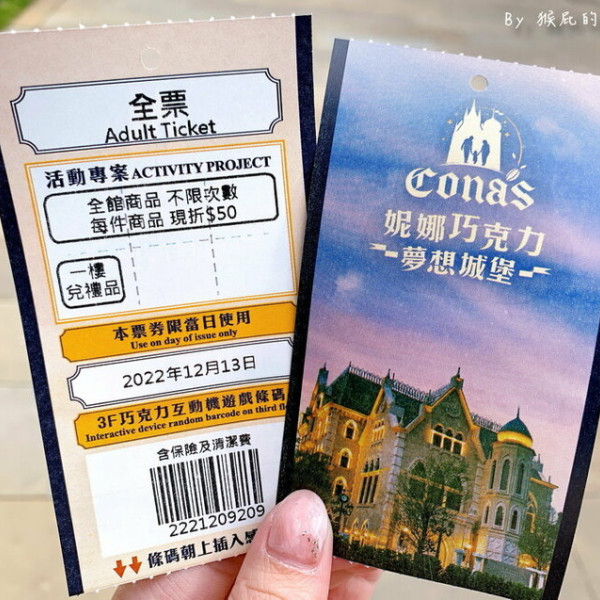 By 猴屁的
全票
Adult Ticket
活動專案 ACTIVITY PROJECT
全館商品 不限次數
每件商品 現折$50
一樓
兌禮品
本票券限當日使用
Use on day of issue only
2022年12月13日
3F巧克力互動機遊戲條碼
Interactive device random barcode on third fl
含保險及清潔費
2221209209
條碼朝上插入感
Conas
妮娜巧克力
夢想城堡